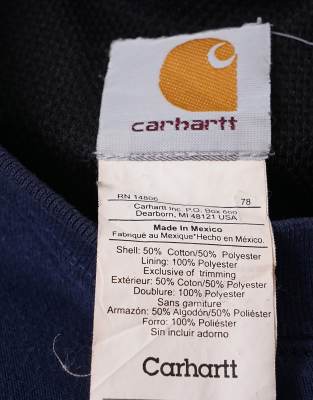 carhartt
RN 14806 78
Carhartt Inc. P.O. Box 600
Dearborn, MI 48121 USA
Made In Mexico
Fabriqué au Mexique*Hecho en México.
Shell: 50% Cotton/50% Polyester
Lining: 100% Polyester
Exclusive of trimming
Extérieur: 50% Coton/50% Polyester
Doublure: 100% Polyester
Sans garniture
Armazón: 50% Algodón/50% Poliéster
Forro: 100% Poliéster
Sin incluir adorno
Carhartt